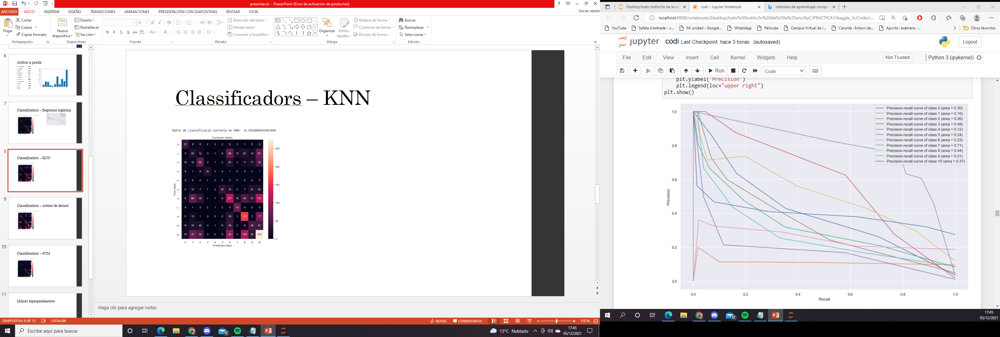 presentacio - PowerPoint (Error de activación de productos)
Iniciar sesión
ARCHIVO INICIO INSERTAR DISEÑO TRANSICIONES ANIMACIONES PRESENTACIÓN CON DIAPOSITIVAS REVISAR VISTA
Pegar
Cortar
Copiar
Copiar formato
Portapapeles
Nueva diapositiva
Diseño
Restablecer
Sección
Diapositivas
18
N K S S abc AV Aa A
Fuente
Párrafo
Dirección del texto
Alinear texto
Convertir a SmartArt
Organizar
Estilos rápidos
Relleno de forma
Contorno de forma
Efectos de forma
Dibujo
Buscar
Reemplazar
Seleccionar
Edición
6
Atribut a predir
7
Classificadors – Regressió logística
8
Classificadors – KNN
9
Classificadors – Arbres de decisió
10
Classificadors – SVM
11
Millors hiperparàmetres
Classificadors – KNN
Ratio de classificació correcta en KNN: 0.3592890393567499
Confusion matrix
True class
0 37 6 8 2 3 2 9 3 1 5 9
1 2 22 12 0 1 9 66 13 23 14 67
2 10 10 65 3 1 0 25 2 11 17 52
3 8 1 8 22 0 0 1 0 0 2 1
4 5 4 0 1 2 0 5 0 0 4 5
5 0 10 7 1 0 32 19 0 7 21 20
6 8 66 30 1 1 9 117 18 50 31 112
7 4 1 3 2 1 0 4 70 0 0 0
8 0 13 1 0 0 0 30 1 159 3 77
9 10 19 20 0 1 11 39 2 8 49 47
10 15 70 54 0 0 5 93 2 106 30 274
0 1 2 3 4 5 6 7 8 9 10
Predicted class
250
200
150
100
50
0
Haga clic para agregar notas
DIAPOSITIVA 8 DE 12 CATALÁN
NOTAS COMENTARIOS 110 %
Escribe aquí para buscar
12
13°C Nublado
17:45
05/12/2021
Desktop/todo todito/lo de la un
codi - Jupyter Notebook
metodos de aprendizaje comput
localhost:8888/notebooks/Desktop/todo%20todito/lo%20de%20la%20uni/ApC/PRACTICA1/kaggle_3r/Code/c...
YouTube
Safata d'entrada - v...
Mi unidad - Google...
WhatsApp
Películas
Campus Virtual de l...
Caronte : Entorn de...
Apunts i exàmens -...
Otros favoritos
jupyter codi Last Checkpoint: hace 3 horas (autosaved)
Logout
File Edit View Insert Cell Kernel Widgets Help
Not Trusted
Python 3 (ipykernel)
Run
Code
plt.ylabel('Precision')
plt.legend(loc="upper right")
plt.show()
Precision-recall curve of class 0 (area = 0.30)
Precision-recall curve of class 1 (area = 0.10)
Precision-recall curve of class 2 (area = 0.26)
Precision-recall curve of class 3 (area = 0.49)
Precision-recall curve of class 4 (area = 0.12)
Precision-recall curve of class 5 (area = 0.24)
Precision-recall curve of class 6 (area = 0.23)
Precision-recall curve of class 7 (area = 0.71)
Precision-recall curve of class 8 (area = 0.44)
Precision-recall curve of class 9 (area = 0.21)
Precision-recall curve of class 10 (area = 0.37)
1.0
0.8
0.6
0.4
0.2
0.0
Precision
0.0 0.2 0.4 0.6 0.8 1.0
Recall
12
17:45
05/12/2021